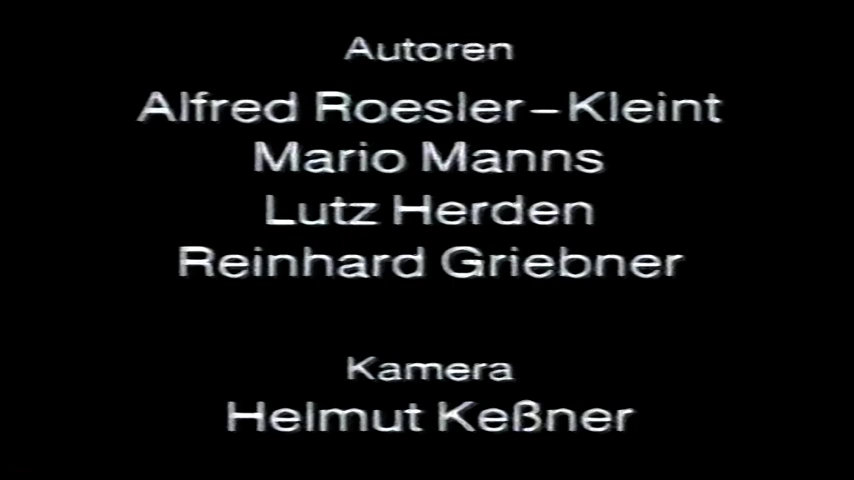 Autoren
Alfred Roesler–Kleint
Mario Manns
Lutz Herden
Reinhard Griebner
Kamera
Helmut Keßner